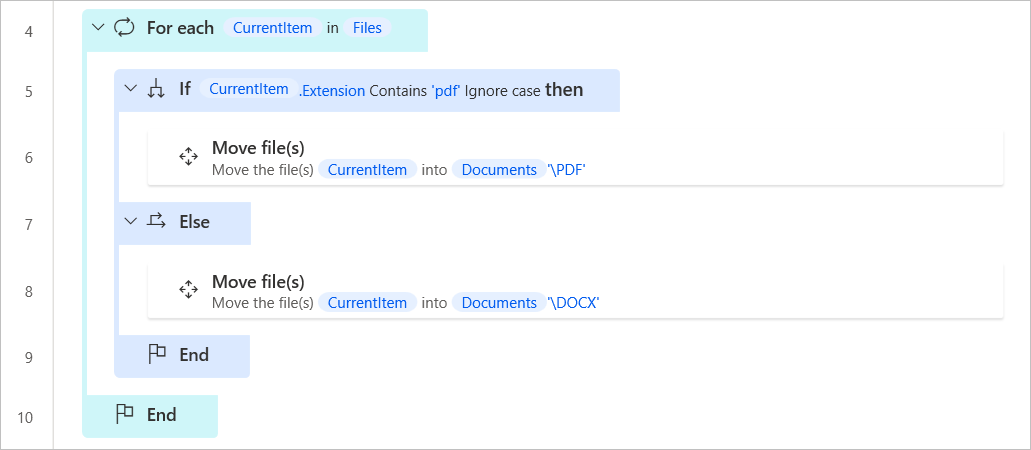 4 For each CurrentItem in Files
5 If CurrentItem .Extension Contains 'pdf' Ignore case then
Move file(s)
6 Move the file(s) CurrentItem into Documents '\PDF'
7 Else
Move file(s)
8 Move the file(s) CurrentItem into Documents '\DOCX'
9 End
10 End